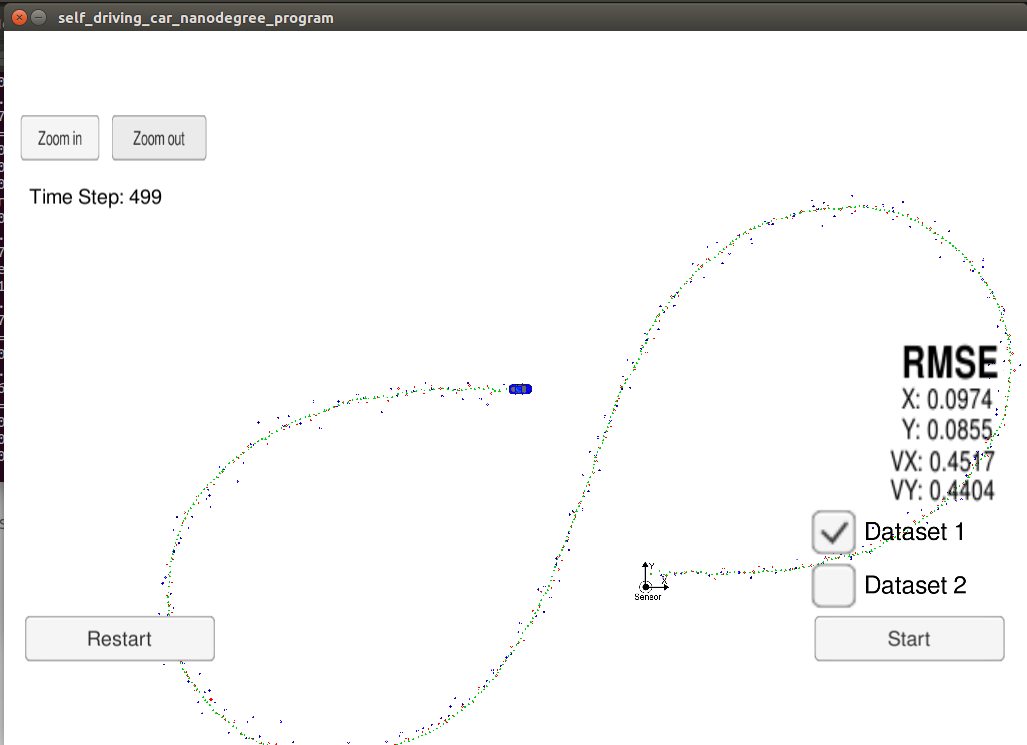 self_driving_car_nanodegree_program
Zoom in
Zoom out
Time Step: 499
RMSE
X: 0.0974
Y: 0.0855
VX: 0.4517
VY: 0.4404
Dataset 1
Y
X
Sensor
Dataset 2
Restart
Start